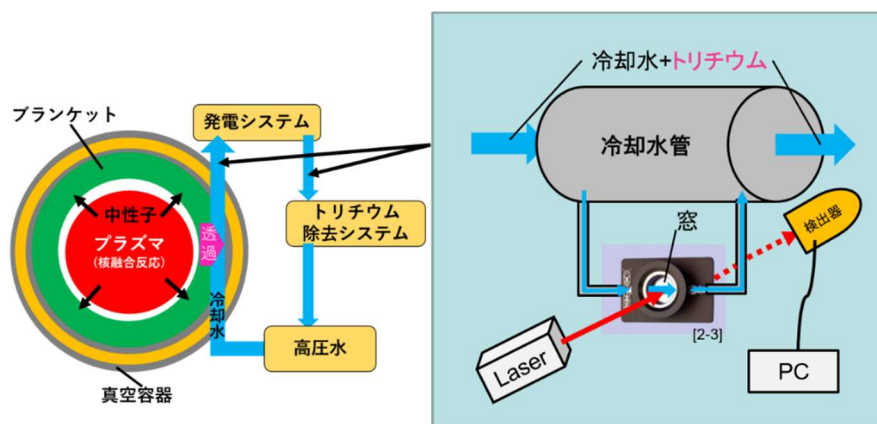 ブランケット
中性子
プラズマ
(核融合反応)
透過
冷却水
真空容器
発電システム
トリチウム
除去システム
高圧水
冷却水+トリチウム
冷却水管
窓
検出器
[2-3]
Laser
PC